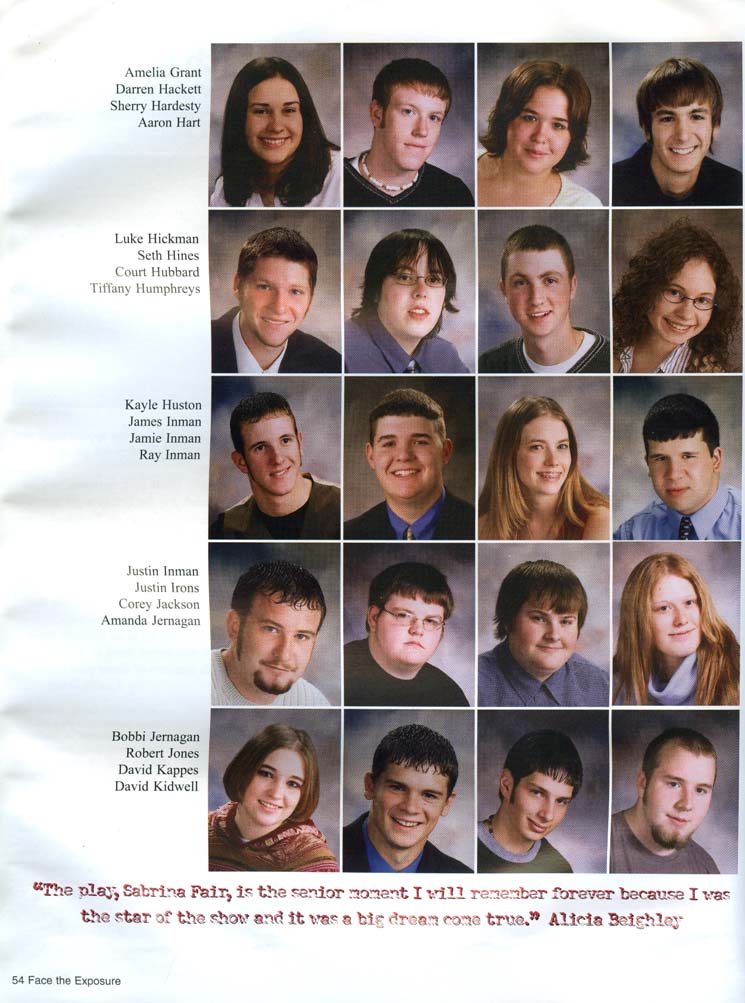 Amelia Grant
Darren Hackett
Sherry Hardesty
Aaron Hart
Luke Hickman
Seth Hines
Court Hubbard
Tiffany Humphreys
Kayle Huston
James Inman
Jamie Inman
Ray Inman
Justin Inman
Justin Irons
Corey Jackson
Amanda Jernagan
Bobbi Jernagan
Robert Jones
David Kappes
David Kidwell
“The play, Sabrina Fair, is the senior moment I will remember forever because I was
the star of the show and it was a big dream come true.” Alicia Beighley
54 Face the Exposure